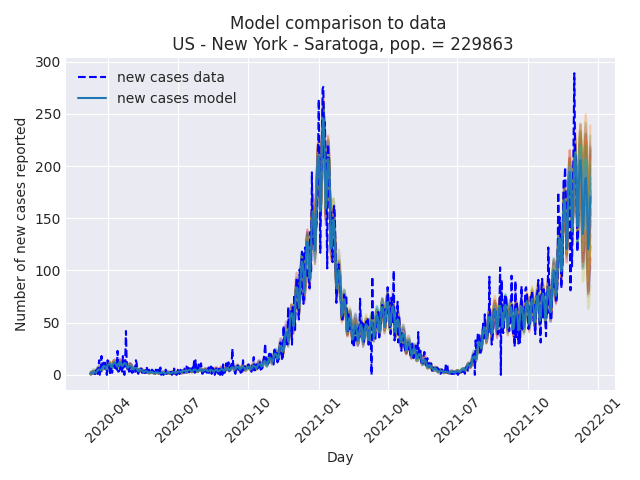 Model comparison to data
US - New York - Saratoga, pop. = 229863
Number of new cases reported
300
250
200
150
100
50
0
new cases data
new cases model
2020-04
2020-07
2020-10
2021-01
2021-04
2021-07
2021-10
2022-01
Day